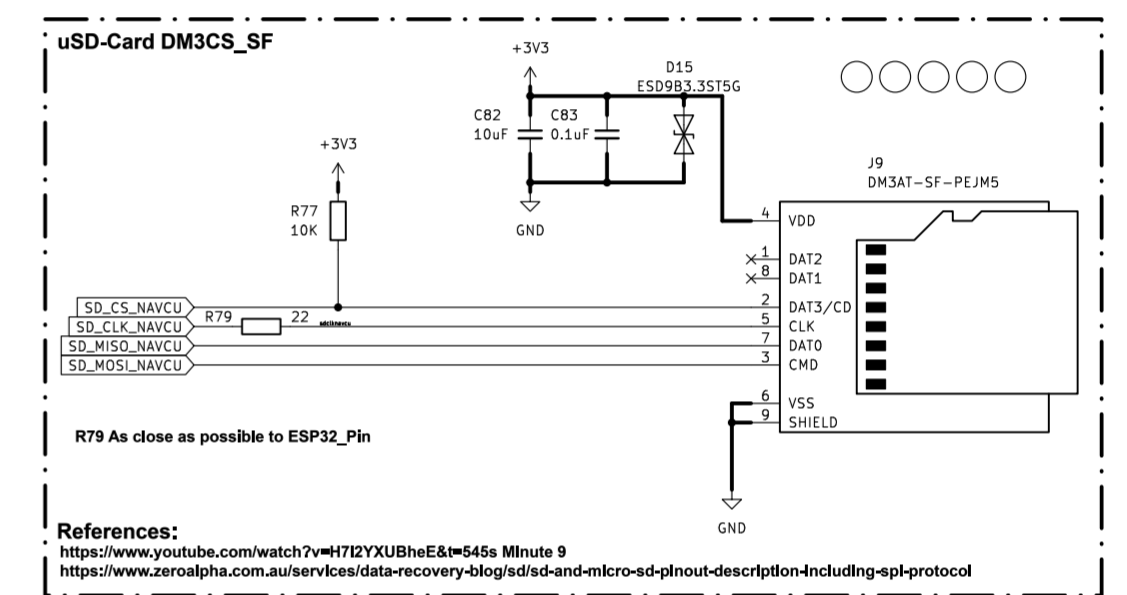 uSD-Card DM3CS_SF
+3V3
D15
ESD9B3.3ST5G
C82
10uF
C83
0.1uF
+3V3
R77
10K
GND
J9
DM3AT-SF-PEJM5
4 VDD
1 DAT2
8 DAT1
SD_CS_NAVCU 2 DAT3/CD
SD_CLK_NAVCU R79 22 sdclknavcu 5 CLK
SD_MISO_NAVCU 7 DAT0
SD_MOSI_NAVCU 3 CMD
6 VSS
9 SHIELD
R79 As close as possible to ESP32_Pin
GND
References:
https://www.youtube.com/watch?v=H7I2YXUBheE&t=545s Minute 9
https://www.zeroalpha.com.au/services/data-recovery-blog/sd/sd-and-micro-sd-pinout-description-including-spi-protocol